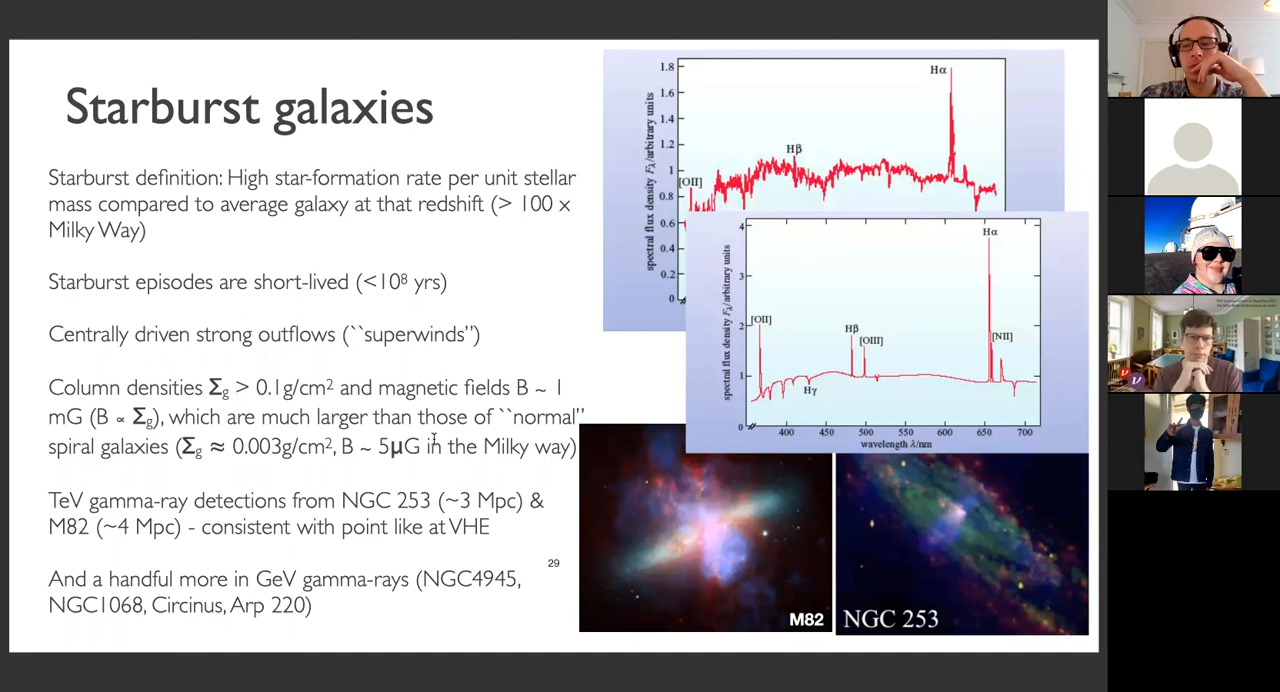 Starburst galaxies
Starburst definition: High star-formation rate per unit stellar
mass compared to average galaxy at that redshift (> 100 x
Milky Way)
Starburst episodes are short-lived (<10⁸ yrs)
Centrally driven strong outflows (``superwinds'')
Column densities Σg > 0.1g/cm² and magnetic fields B ~ 1
mG (B ∝ Σg), which are much larger than those of ``normal''
spiral galaxies (Σg ≈ 0.003g/cm², B ~ 5μG in the Milky way)
TeV gamma-ray detections from NGC 253 (~3 Mpc) &
M82 (~4 Mpc) - consistent with point like at VHE
And a handful more in GeV gamma-rays (NGC4945,
NGC1068, Circinus, Arp 220)
29
spectral flux density Fλ/arbitrary units
1.8
1.6
1.4
1.2
1
0.8
0.6
0.4
0.2
0
[OII]
Hβ
Hα
spectral flux density Fλ/arbitrary units
4
3
2
1
0
[OII]
Hγ
Hβ
[OIII]
Hα
[NII]
400
450
500
550
600
650
700
wavelength λ/nm
M82
NGC 253